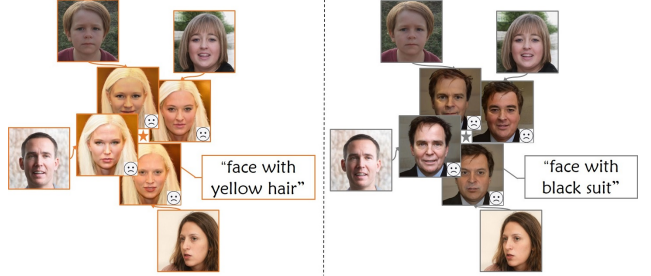 “face with
yellow hair”
“face with
black suit”